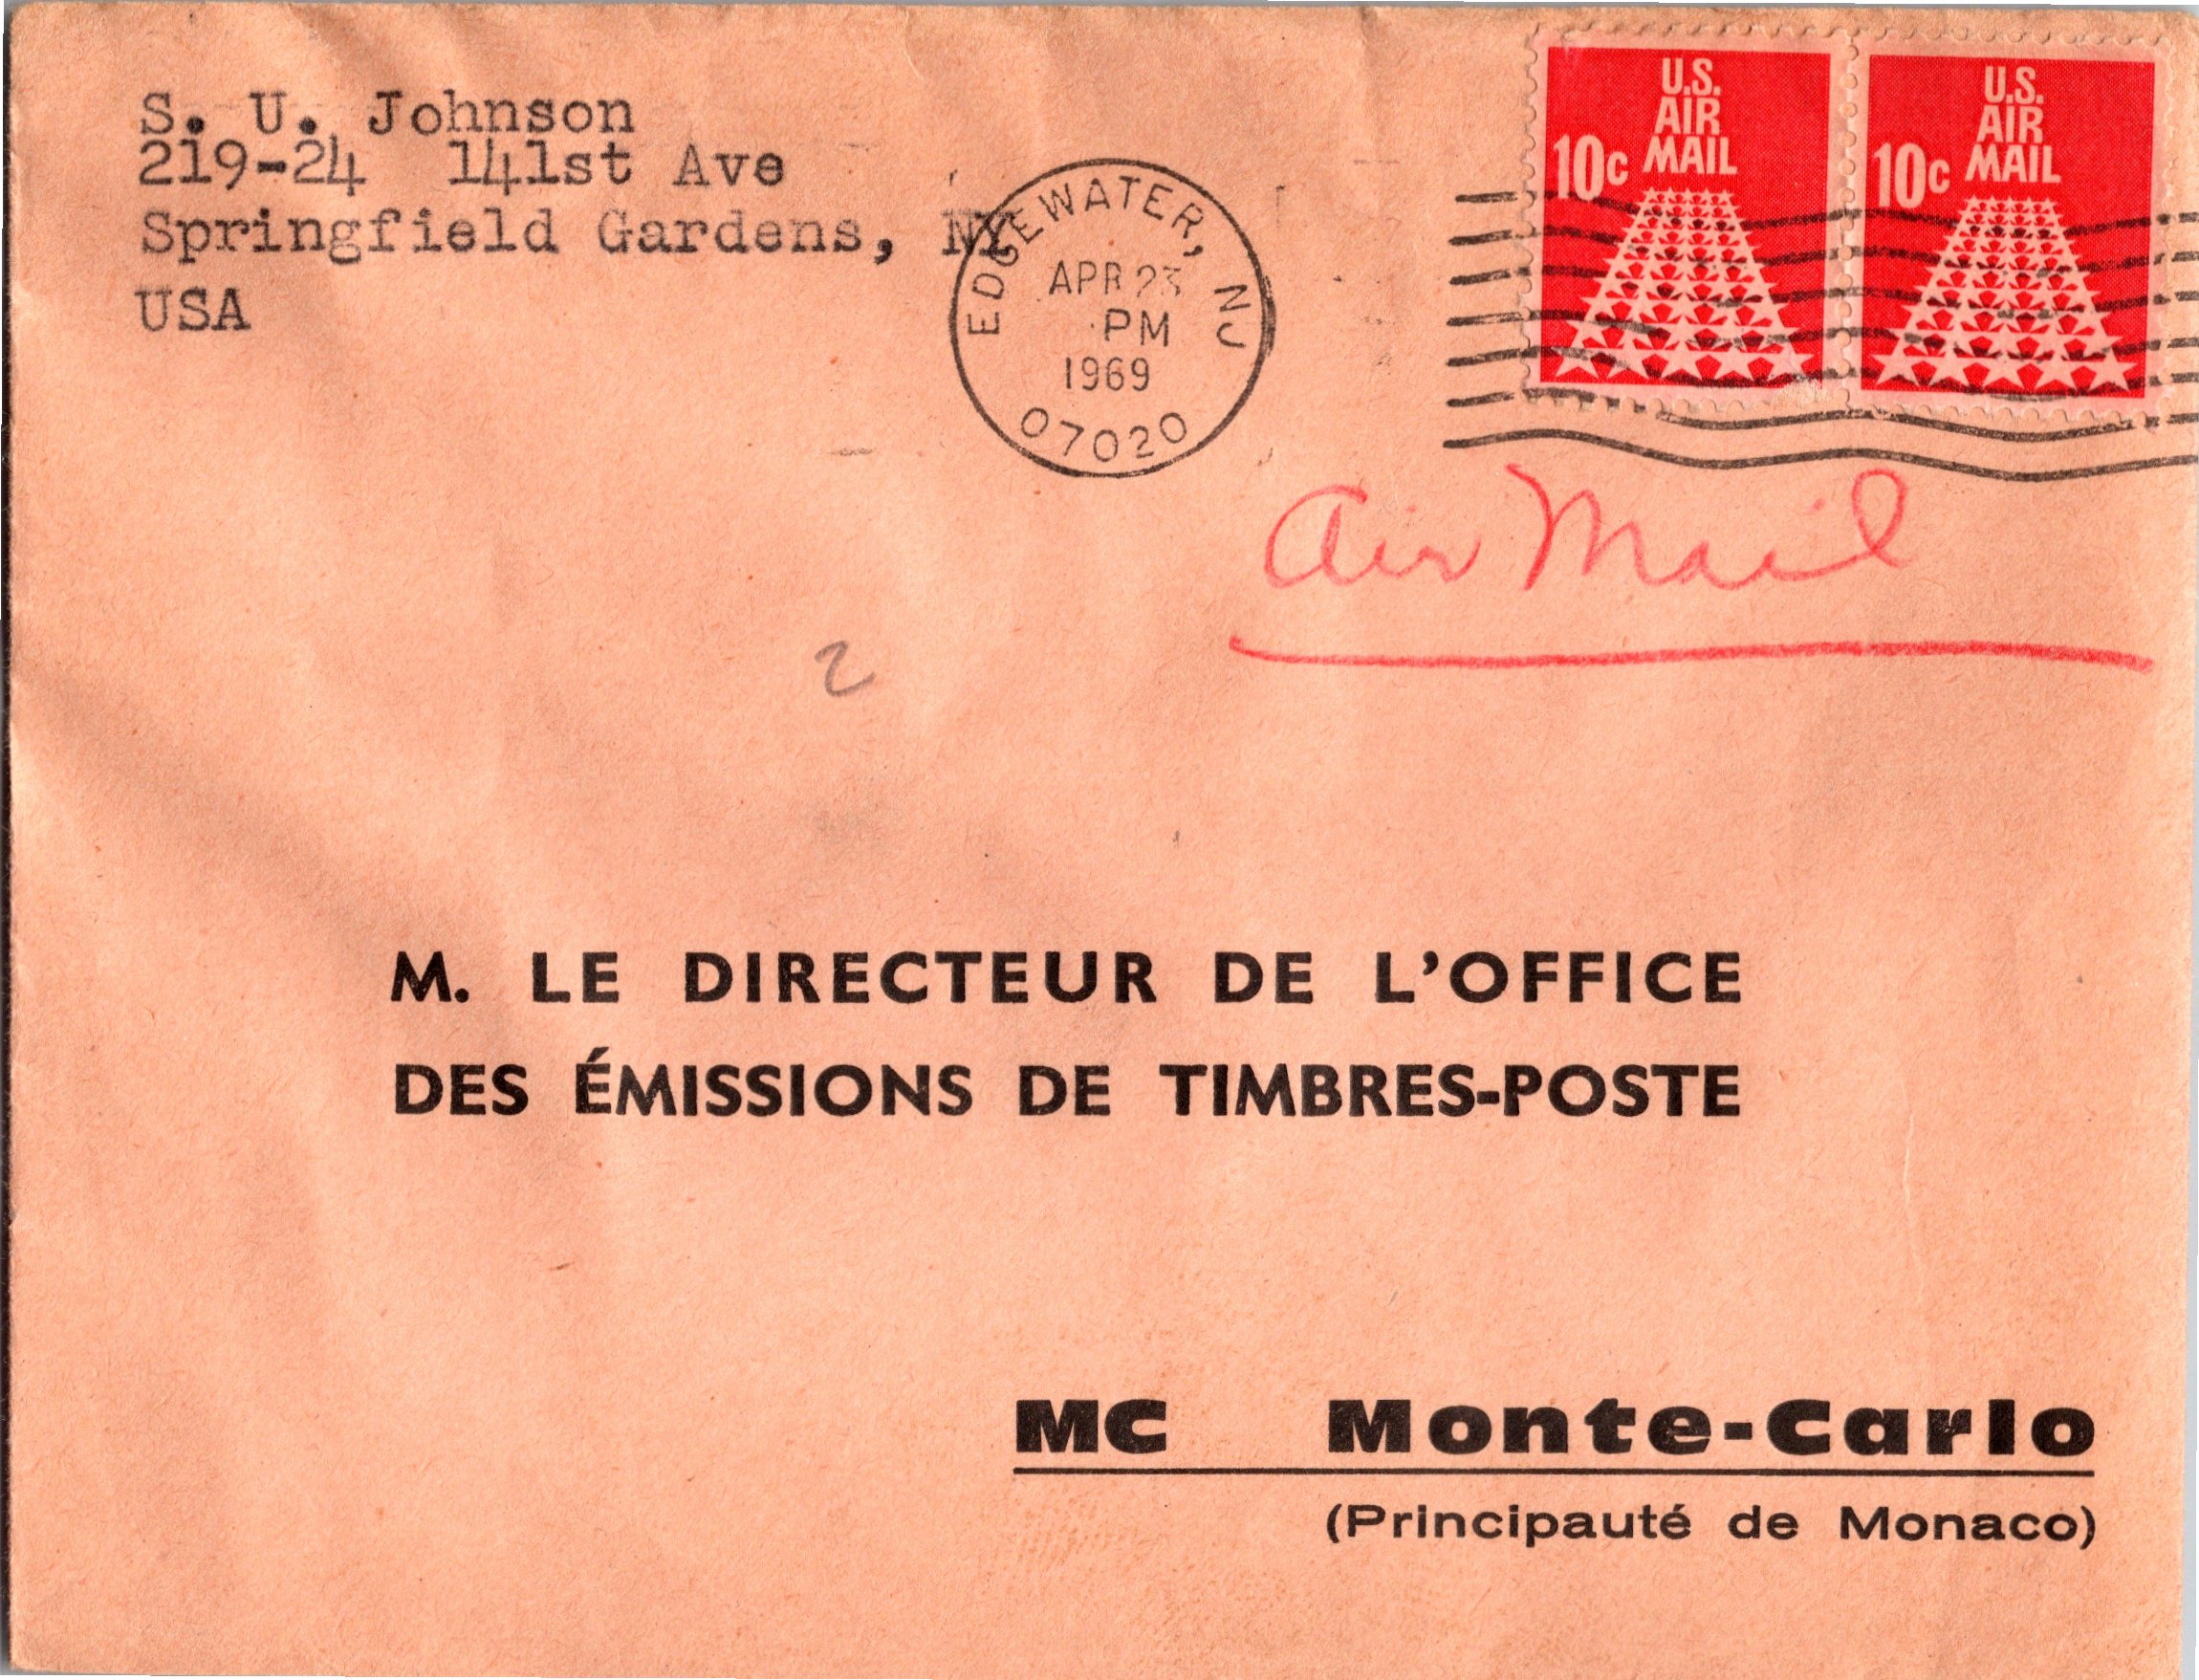 S. U. Johnson
219-24 141st Ave
Springfield Gardens, NY
USA
EDGEWATER, NJ
APR 23
PM
1969
07020
U.S.
AIR
MAIL
10c
U.S.
AIR
MAIL
10c
Air Mail
2
M. LE DIRECTEUR DE L'OFFICE
DES ÉMISSIONS DE TIMBRES-POSTE
MC Monte-Carlo
(Principauté de Monaco)